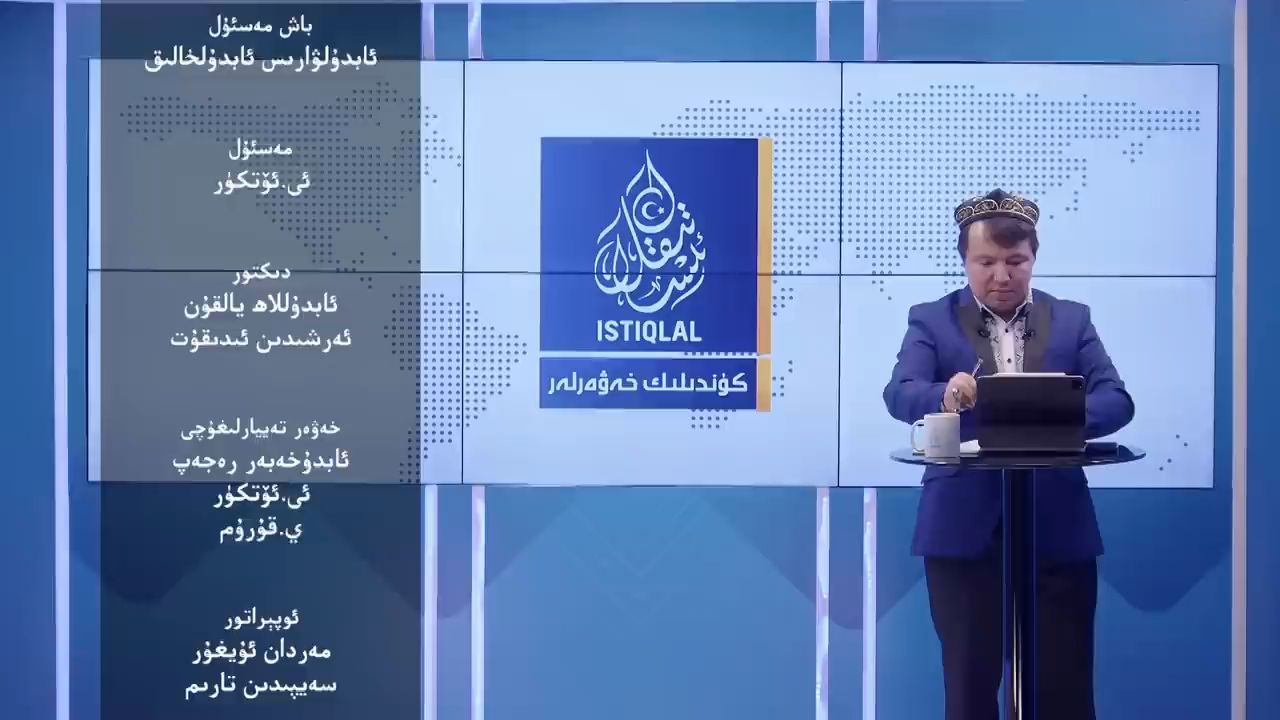 باش مەسئۇل
ئابدۇلۋارىس ئابدۇلخالىق
مەسئۇل
ئى.ئۆتكۈر
دىكتور
ئابدۇللاھ يالقۇن
ئەرشىدىن ئىدىقۇت
خەۋەر تەييارلىغۇچى
ئابدۇخەبەر رەجەپ
ئى.ئۆتكۈر
ي.قۇرۇم
ئوپېراتور
مەردان ئۇيغۇر
سەيپىدىن تارىم
ئىستىقلال
ISTIQLAL
كۈندىلىك خەۋەرلەر